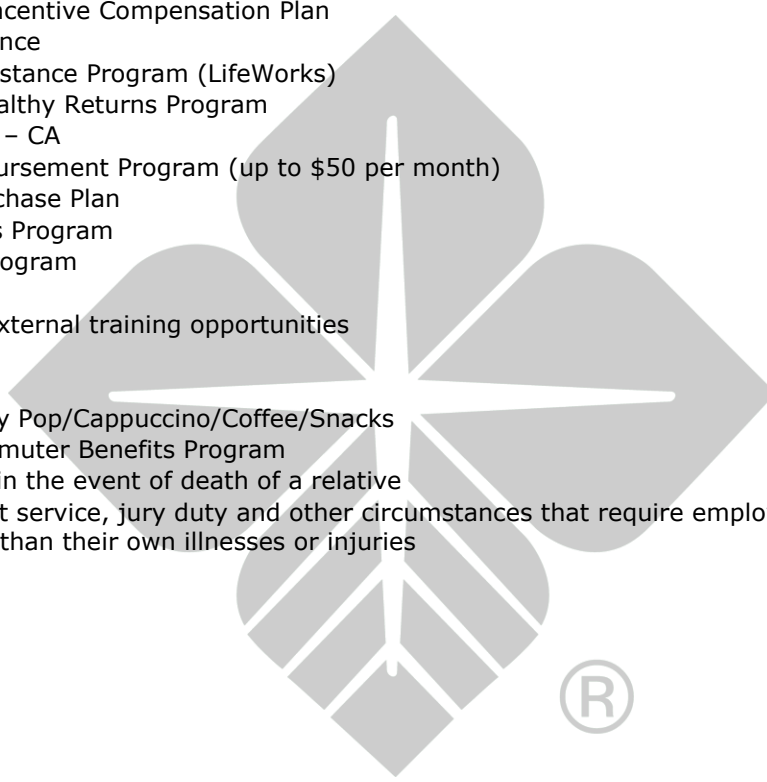 ncentive Compensation Plan
nce
stance Program (LifeWorks)
althy Returns Program
– CA
ursement Program (up to $50 per month)
chase Plan
s Program
ogram
xternal training opportunities
y Pop/Cappuccino/Coffee/Snacks
muter Benefits Program
in the event of death of a relative
t service, jury duty and other circumstances that require emplo
than their own illnesses or injuries
®